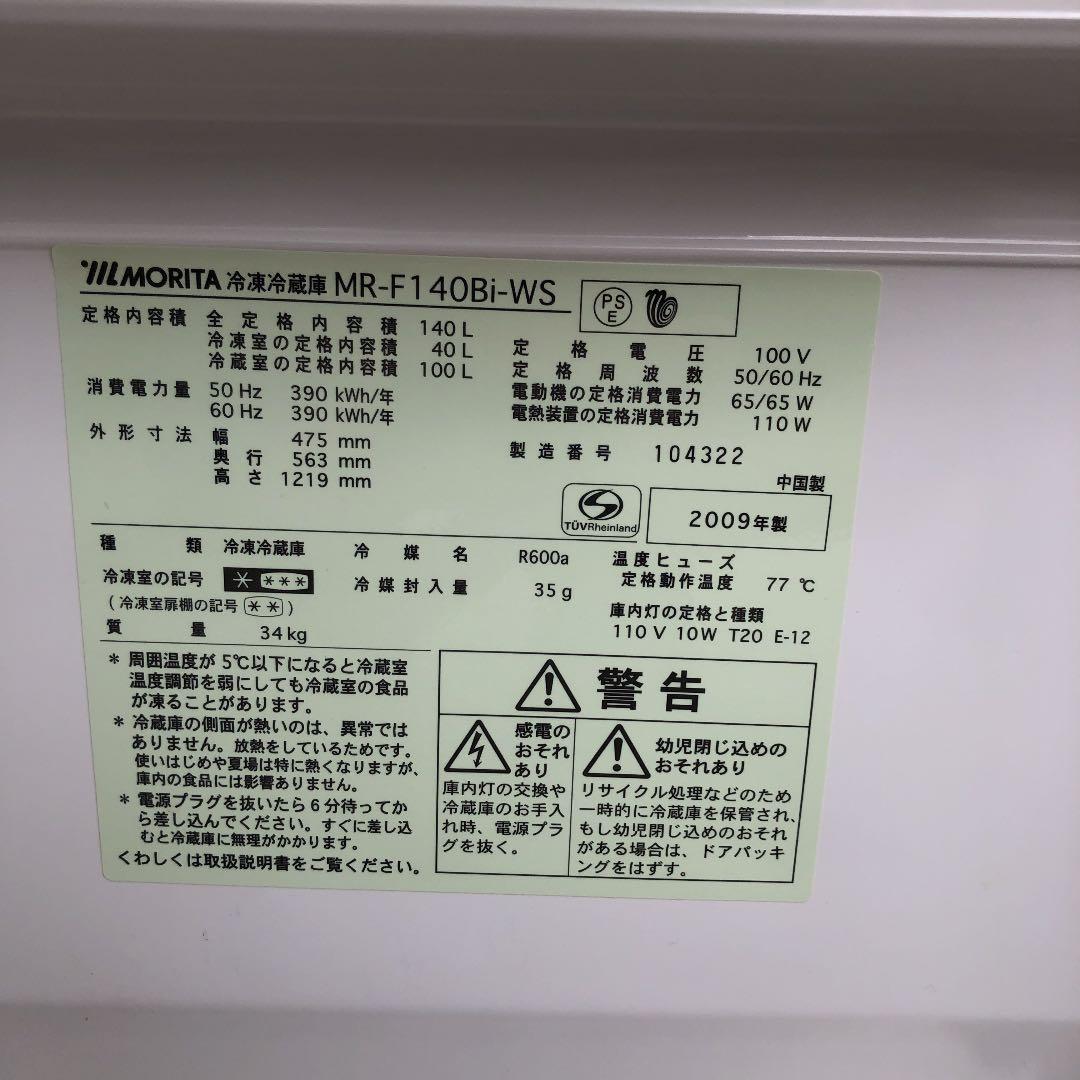 MORITA 冷凍冷蔵庫 MR-F140Bi-WS
PS
E
定格内容積 全定格内容積 140 L
冷凍室の定格内容積 40 L
冷蔵室の定格内容積 100 L
消費電力量 50 Hz 390 kWh/年
60 Hz 390 kWh/年
外形寸法 幅 475 mm
奥行 563 mm
高さ 1219 mm
定格電圧 100 V
定格周波数 50/60 Hz
電動機の定格消費電力 65/65 W
電熱装置の定格消費電力 110 W
製造番号 104322
中国製
TÜVRheinland
2009年製
種類 冷凍冷蔵庫
冷凍室の記号 * ***
(冷凍室扉棚の記号 ** )
質量 34 kg
冷媒名 R600a
冷媒封入量 35 g
温度ヒューズ
定格動作温度 77 ℃
庫内灯の定格と種類
110 V 10W T20 E-12
* 周囲温度が 5℃以下になると冷蔵室
温度調節を弱にしても冷蔵室の食品
が凍ることがあります。
* 冷蔵庫の側面が熱いのは、異常では
ありません。放熱をしているためです。
使いはじめや夏場は特に熱くなりますが、
庫内の食品には影響ありません。
* 電源プラグを抜いたら 6 分待ってか
ら差し込んでください。すぐに差し込
むと冷蔵庫に無理がかかります。
くわしくは取扱説明書をご覧ください。
警告
感電の
おそれ
あり
庫内灯の交換や
冷蔵庫のお手入
れ時、電源プラ
グを抜く。
幼児閉じ込めの
おそれあり
リサイクル処理などのため
一時的に冷蔵庫を保管され、
もし幼児閉じ込めのおそれ
がある場合は、ドアパッキ
ングをはずす。